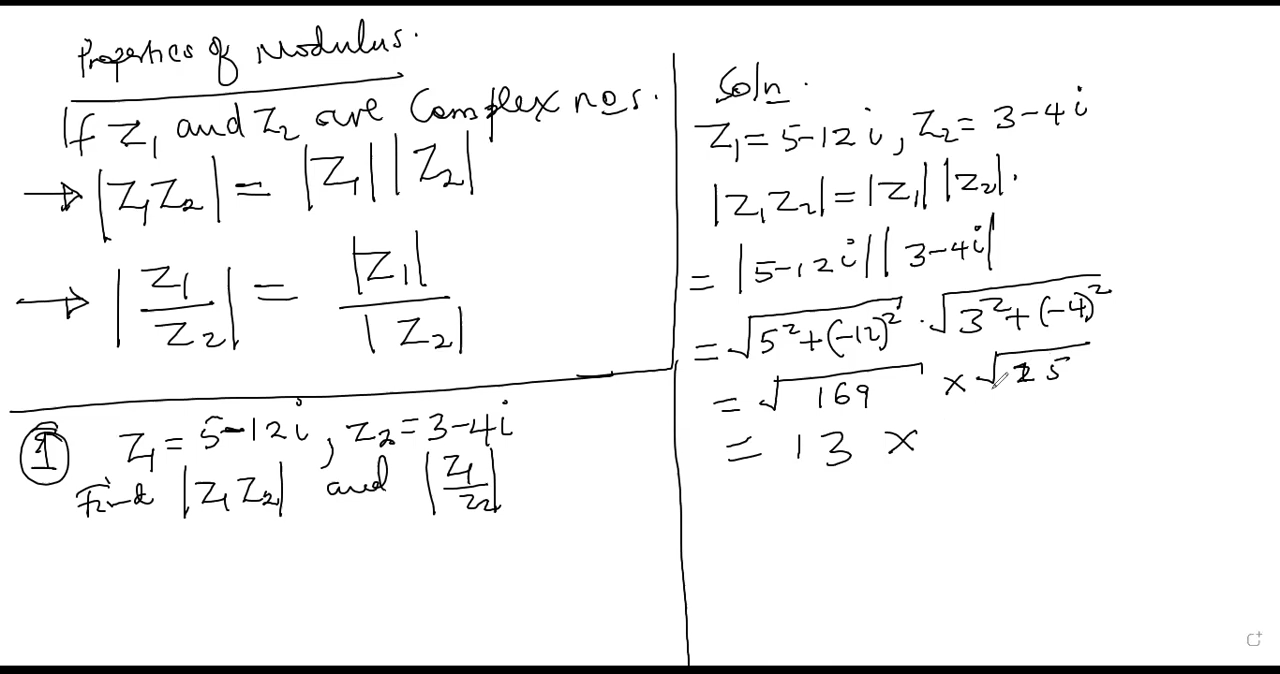 Properties of Modulus.
If Z₁ and Z₂ are Complex nos.
→ |Z₁Z₂| = |Z₁| |Z₂|
→ |Z₁/Z₂| = |Z₁|/|Z₂|
① Z₁ = 5-12i, Z₂ = 3-4i
Find |Z₁Z₂| and |Z₁/Z₂|
Soln.
Z₁ = 5-12i, Z₂ = 3-4i
|Z₁Z₂| = |Z₁| |Z₂|.
= |5-12i| |3-4i|
= √(5²+(-12)²) · √(3²+(-4)²)
= √169 × √25
= 13 ×